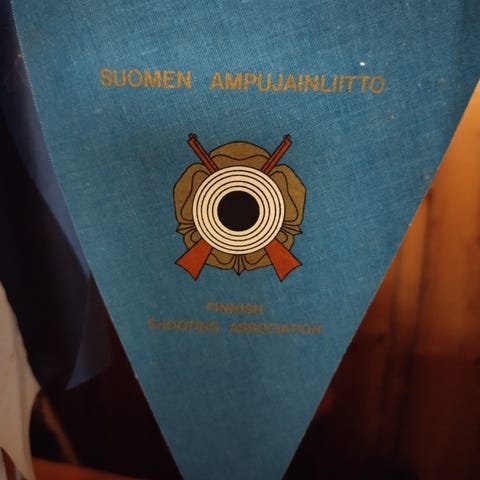 SUOMEN AMPUJAINLIITTO
FINNISH
SHOOTING ASSOCIATION